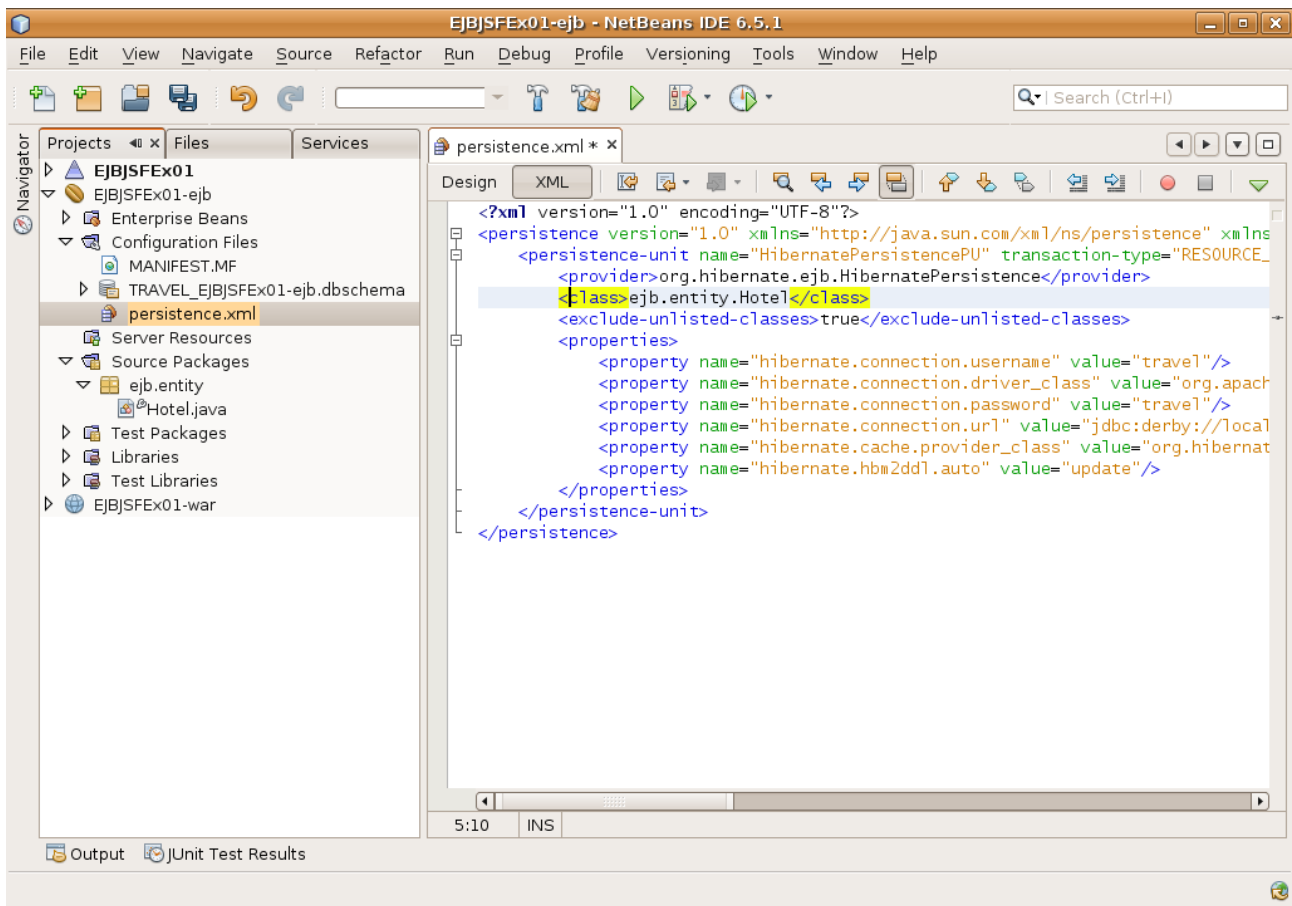 EJBJSFEx01-ejb - NetBeans IDE 6.5.1
File Edit View Navigate Source Refactor Run Debug Profile Versioning Tools Window Help
Search (Ctrl+I)
Navigator
Projects Files Services
EJBJSFEx01
EJBJSFEx01-ejb
Enterprise Beans
Configuration Files
MANIFEST.MF
TRAVEL_EJBJSFEx01-ejb.dbschema
persistence.xml
Server Resources
Source Packages
ejb.entity
Hotel.java
Test Packages
Libraries
Test Libraries
EJBJSFEx01-war
persistence.xml *
Design XML
<?xml version="1.0" encoding="UTF-8"?>
<persistence version="1.0" xmlns="http://java.sun.com/xml/ns/persistence" xmlns
<persistence-unit name="HibernatePersistencePU" transaction-type="RESOURCE_
<provider>org.hibernate.ejb.HibernatePersistence</provider>
<class>ejb.entity.Hotel</class>
<exclude-unlisted-classes>true</exclude-unlisted-classes>
<properties>
<property name="hibernate.connection.username" value="travel"/>
<property name="hibernate.connection.driver_class" value="org.apach
<property name="hibernate.connection.password" value="travel"/>
<property name="hibernate.connection.url" value="jdbc:derby://local
<property name="hibernate.cache.provider_class" value="org.hibernat
<property name="hibernate.hbm2ddl.auto" value="update"/>
</properties>
</persistence-unit>
</persistence>
5:10 INS
Output JUnit Test Results